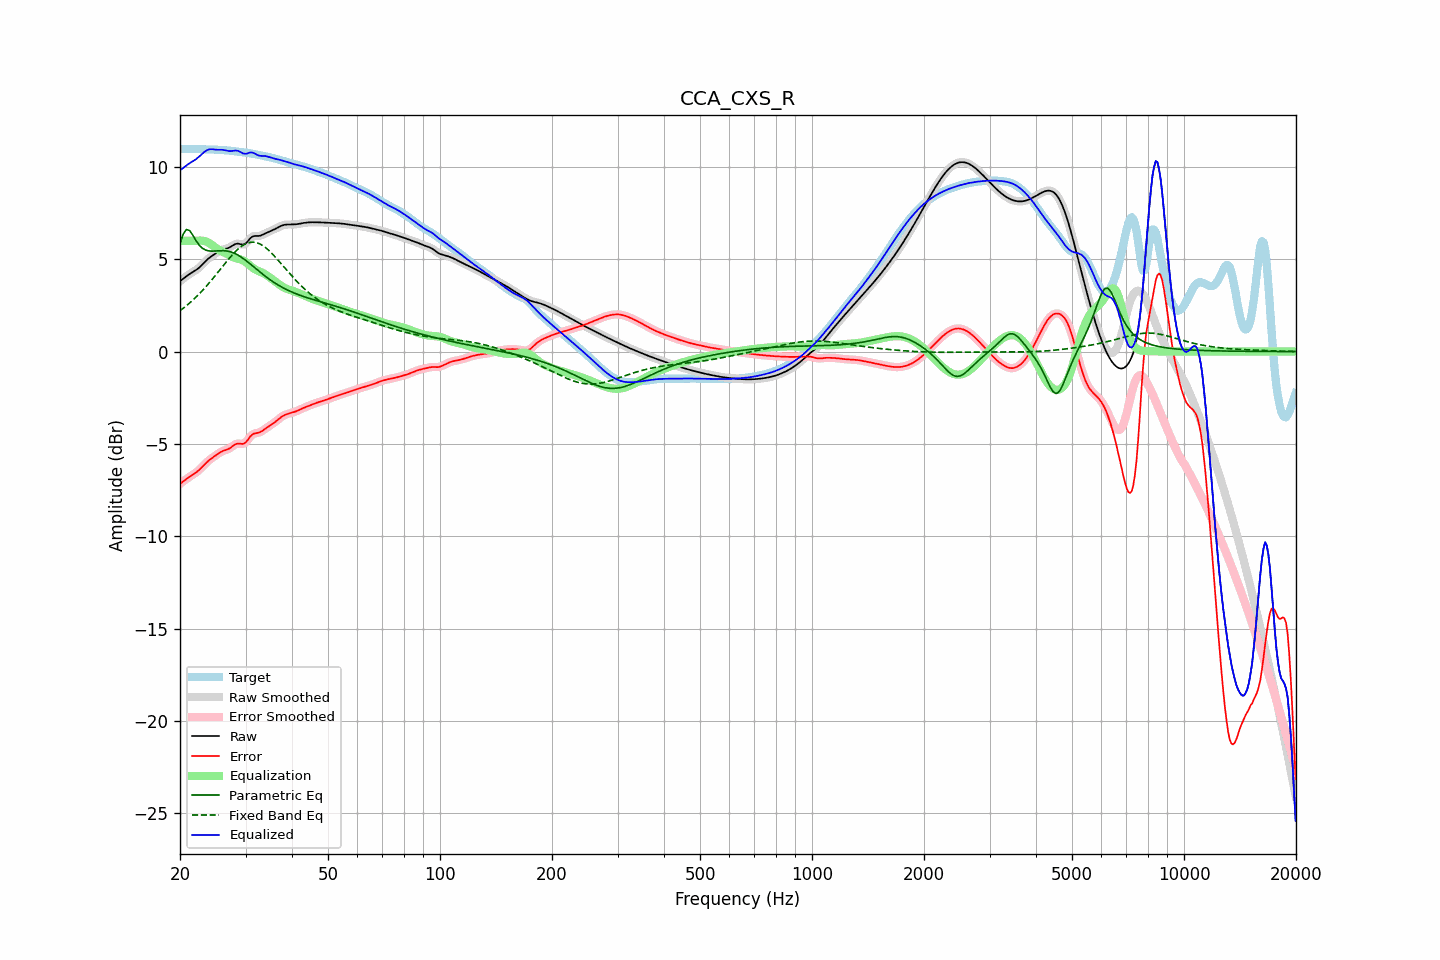 CCA_CXS_R
Amplitude (dBr)
10
5
0
−5
−10
−15
−20
−25
Target
Raw Smoothed
Error Smoothed
Raw
Error
Equalization
Parametric Eq
Fixed Band Eq
Equalized
20 50 100 200 500 1000 2000 5000 10000 20000
Frequency (Hz)